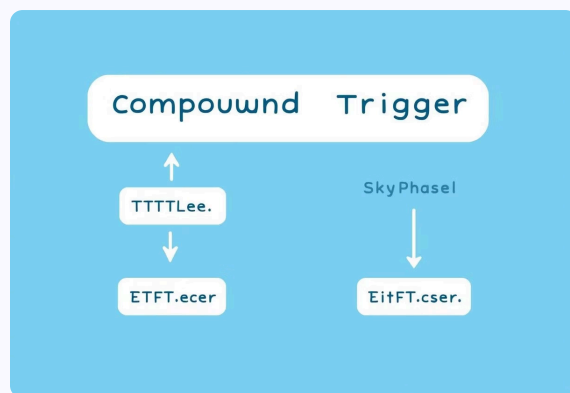 Compouwnd Trigger
SkyPhasel
TTTTLee.
ETFT.ecer
EitFT.cser.